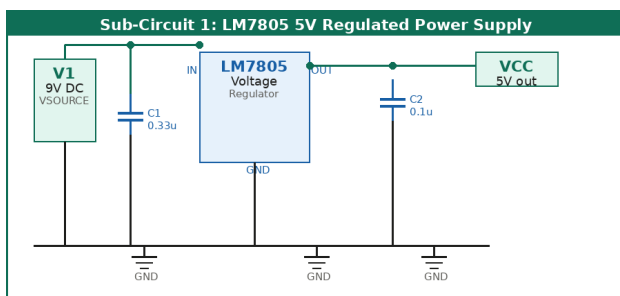 Sub-Circuit 1: LM7805 5V Regulated Power Supply
V1
9V DC
VSOURCE
C1
0.33u
IN
LM7805
Voltage
Regulator
OUT
GND
C2
0.1u
VCC
5V out
GND
GND
GND